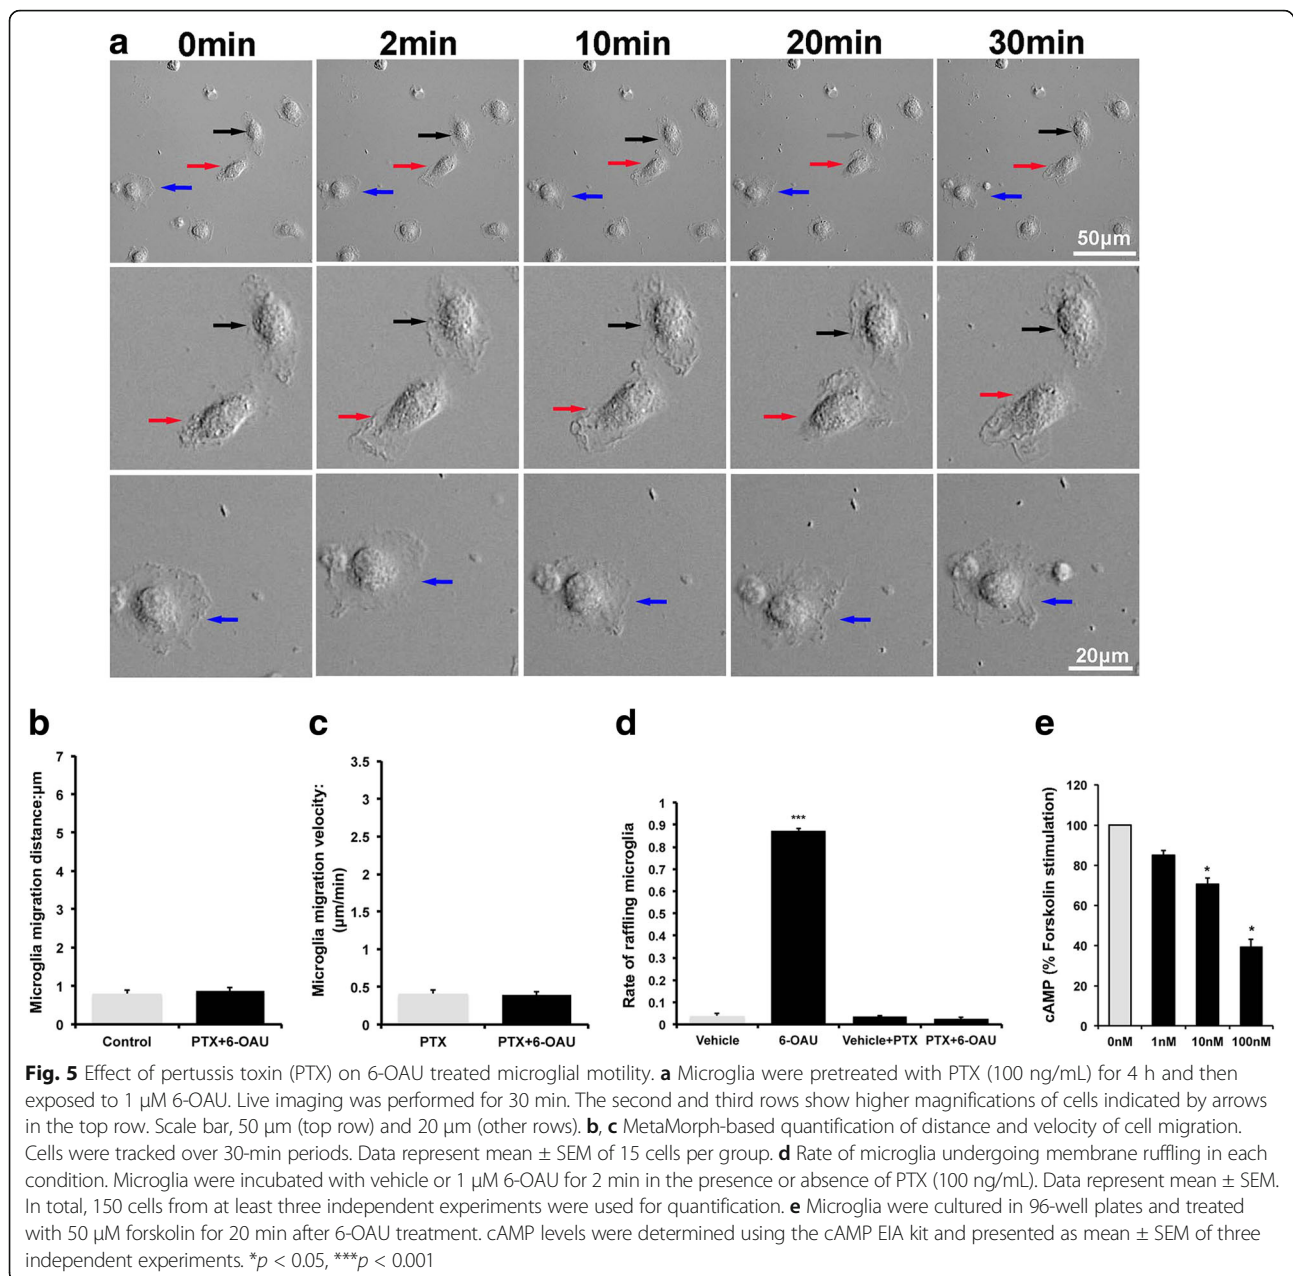 a 0min 2min 10min 20min 30min
50µm
20µm
b
Microglia migration distance:µm
7
6
5
4
3
2
1
0
Control PTX+6-OAU
c
Microglia migration velocity:
(µm/min)
3.5
3
2.5
2
1.5
1
0.5
0
PTX PTX+6-OAU
d
Rate of raffling microglia
1
0.9
0.8
0.7
0.6
0.5
0.4
0.3
0.2
0.1
0
***
Vehicle 6-OAU Vehicle+PTX PTX+6-OAU
e
cAMP (% Forskolin stimulation)
120
100
80
60
40
20
0
*
*
0nM 1nM 10nM 100nM
Fig. 5 Effect of pertussis toxin (PTX) on 6-OAU treated microglial motility. a Microglia were pretreated with PTX (100 ng/mL) for 4 h and then
exposed to 1 µM 6-OAU. Live imaging was performed for 30 min. The second and third rows show higher magnifications of cells indicated by arrows
in the top row. Scale bar, 50 µm (top row) and 20 µm (other rows). b, c MetaMorph-based quantification of distance and velocity of cell migration.
Cells were tracked over 30-min periods. Data represent mean ± SEM of 15 cells per group. d Rate of microglia undergoing membrane ruffling in each
condition. Microglia were incubated with vehicle or 1 µM 6-OAU for 2 min in the presence or absence of PTX (100 ng/mL). Data represent mean ± SEM.
In total, 150 cells from at least three independent experiments were used for quantification. e Microglia were cultured in 96-well plates and treated
with 50 µM forskolin for 20 min after 6-OAU treatment. cAMP levels were determined using the cAMP EIA kit and presented as mean ± SEM of three
independent experiments. *p < 0.05, ***p < 0.001